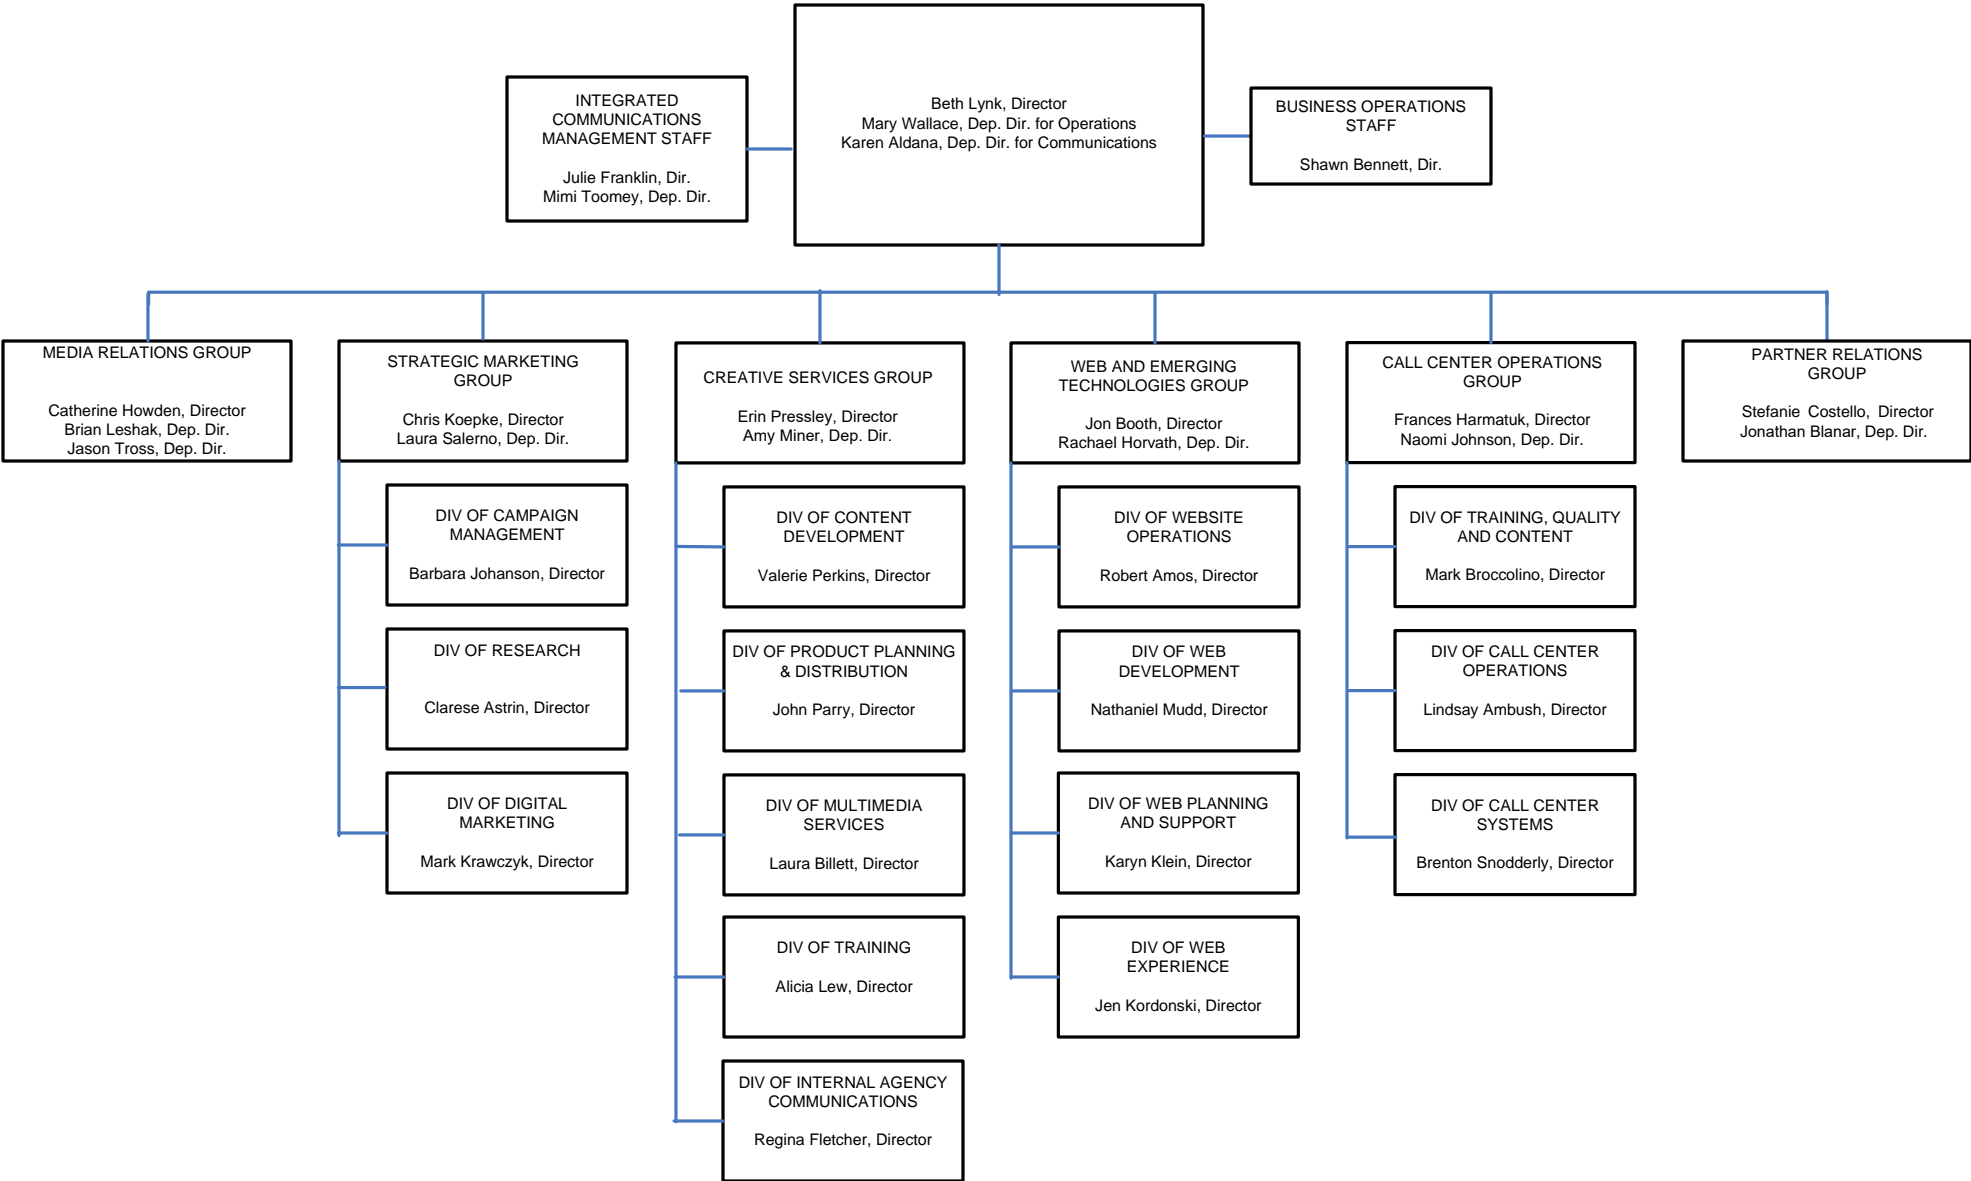 Beth Lynk, Director
Mary Wallace, Dep. Dir. for Operations
Karen Aldana, Dep. Dir. for Communications
INTEGRATED
COMMUNICATIONS
MANAGEMENT STAFF
Julie Franklin, Dir.
Mimi Toomey, Dep. Dir.
BUSINESS OPERATIONS
STAFF
Shawn Bennett, Dir.
MEDIA RELATIONS GROUP
Catherine Howden, Director
Brian Leshak, Dep. Dir.
Jason Tross, Dep. Dir.
STRATEGIC MARKETING
GROUP
Chris Koepke, Director
Laura Salerno, Dep. Dir.
DIV OF CAMPAIGN
MANAGEMENT
Barbara Johanson, Director
DIV OF RESEARCH
Clarese Astrin, Director
DIV OF DIGITAL
MARKETING
Mark Krawczyk, Director
CREATIVE SERVICES GROUP
Erin Pressley, Director
Amy Miner, Dep. Dir.
DIV OF CONTENT
DEVELOPMENT
Valerie Perkins, Director
DIV OF PRODUCT PLANNING
& DISTRIBUTION
John Parry, Director
DIV OF MULTIMEDIA
SERVICES
Laura Billett, Director
DIV OF TRAINING
Alicia Lew, Director
DIV OF INTERNAL AGENCY
COMMUNICATIONS
Regina Fletcher, Director
WEB AND EMERGING
TECHNOLOGIES GROUP
Jon Booth, Director
Rachael Horvath, Dep. Dir.
DIV OF WEBSITE
OPERATIONS
Robert Amos, Director
DIV OF WEB
DEVELOPMENT
Nathaniel Mudd, Director
DIV OF WEB PLANNING
AND SUPPORT
Karyn Klein, Director
DIV OF WEB
EXPERIENCE
Jen Kordonski, Director
CALL CENTER OPERATIONS
GROUP
Frances Harmatuk, Director
Naomi Johnson, Dep. Dir.
DIV OF TRAINING, QUALITY
AND CONTENT
Mark Broccolino, Director
DIV OF CALL CENTER
OPERATIONS
Lindsay Ambush, Director
DIV OF CALL CENTER
SYSTEMS
Brenton Snodderly, Director
PARTNER RELATIONS
GROUP
Stefanie Costello, Director
Jonathan Blanar, Dep. Dir.